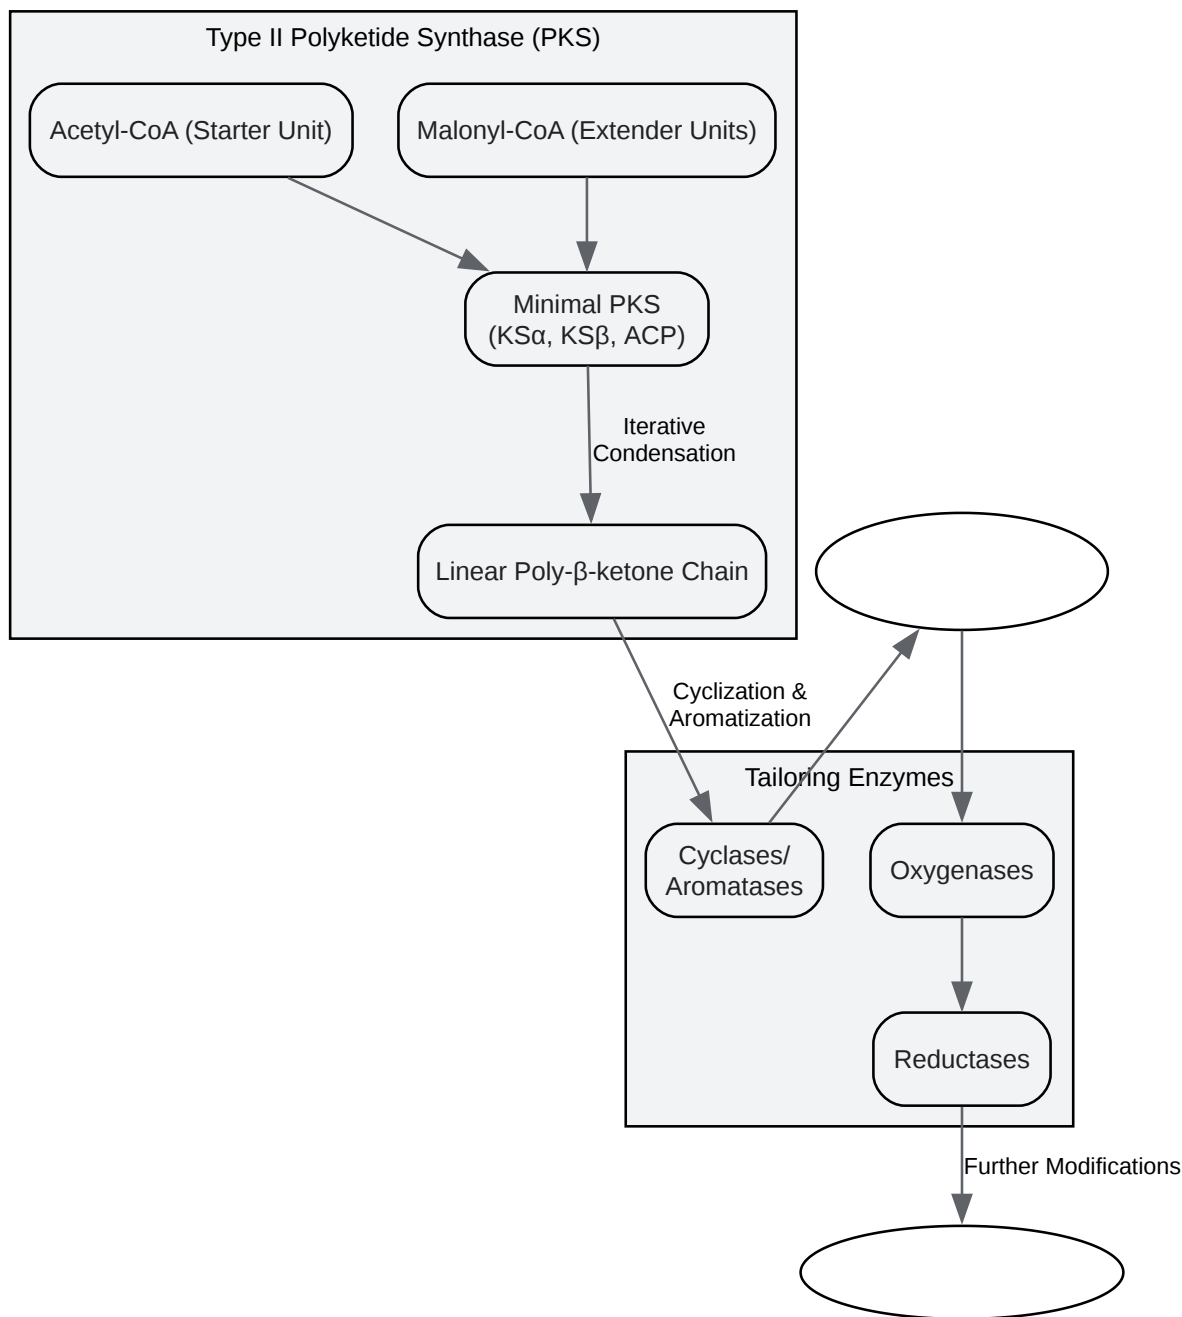 Type II Polyketide Synthase (PKS)
Acetyl-CoA (Starter Unit)
Malonyl-CoA (Extender Units)
Minimal PKS
(KSα, KSβ, ACP)
Iterative
Condensation
Linear Poly-β-ketone Chain
Cyclization &
Aromatization
Tailoring Enzymes
Cyclases/
Aromatases
Oxygenases
Reductases
Further Modifications